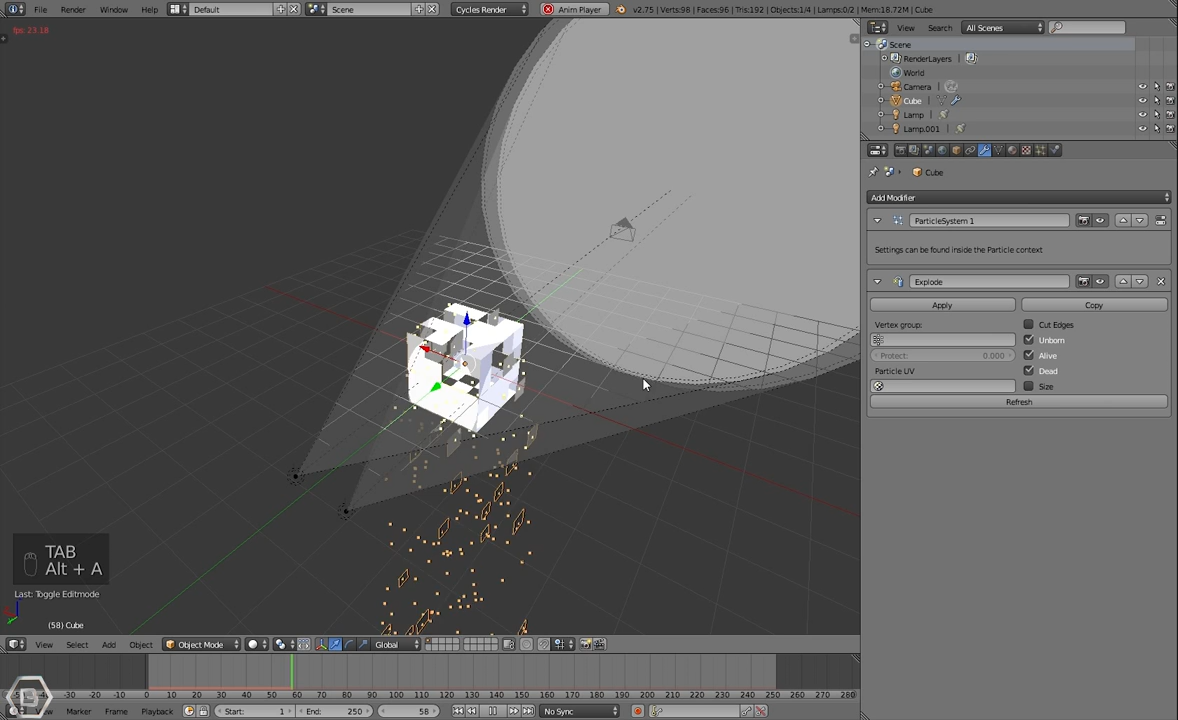 File Render Window Help Default Scene Cycles Render Anim Player v2.75 | Verts:98 | Faces:96 | Tris:192 | Objects:1/4 | Lamps:0/2 | Mem:18.72M | Cube
fps: 23.18
View Search All Scenes
Scene
RenderLayers
World
Camera
Cube
Lamp
Lamp.001
Cube
Add Modifier
ParticleSystem 1
Settings can be found inside the Particle context
Explode
Apply Copy
Vertex group: Cut Edges
Unborn
Protect: 0.000 Alive
Particle UV Dead
Size
Refresh
TAB
Alt + A
Last: Toggle Editmode
(58) Cube
View Select Add Object Object Mode Global
-40 -30 -20 -10 0 10 20 30 40 50 60 70 80 90 100 110 120 130 140 150 160 170 180 190 200 210 220 230 240 250 260 270 280
Marker Frame Playback Start: 1 End: 250 58 No Sync